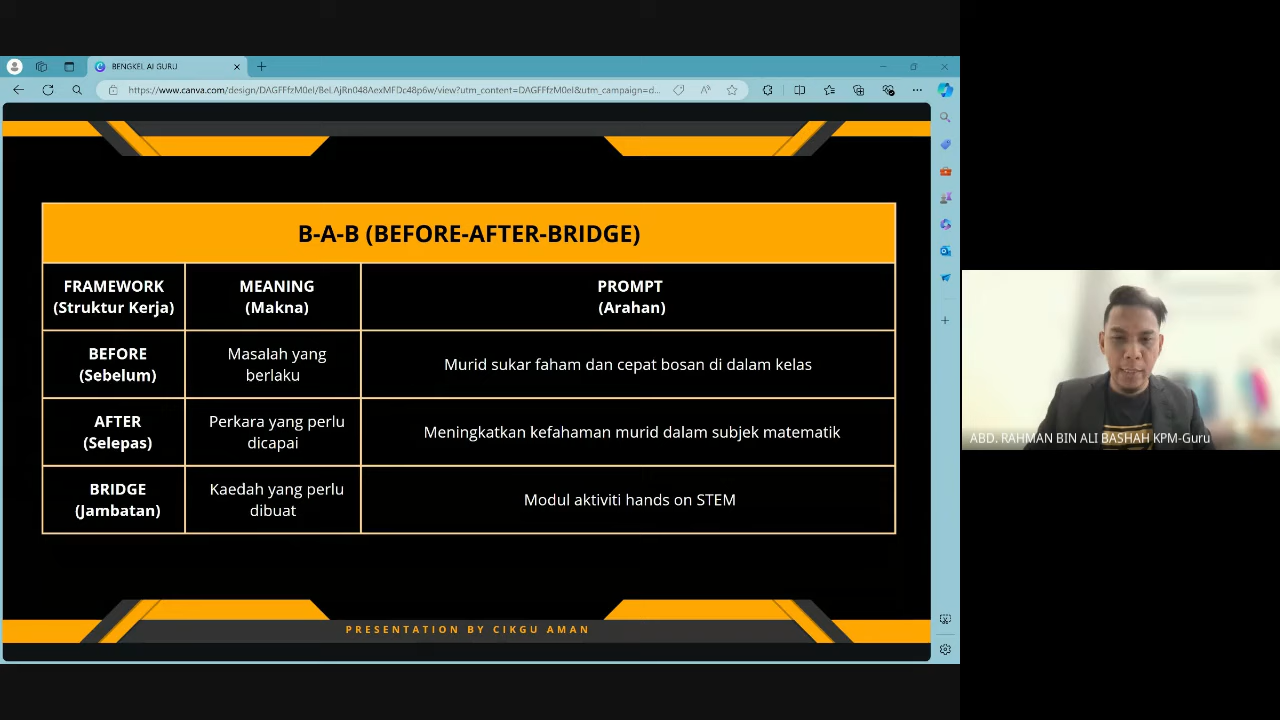 BENGKEL AI GURU
https://www.canva.com/design/DAGFFfzM0eI/BeLAjRn048AexMFDc48p6w/view?utm_content=DAGFFfzM0eI&utm_campaign=d...
B-A-B (BEFORE-AFTER-BRIDGE)
FRAMEWORK
(Struktur Kerja)
MEANING
(Makna)
PROMPT
(Arahan)
BEFORE
(Sebelum)
Masalah yang
berlaku
Murid sukar faham dan cepat bosan di dalam kelas
AFTER
(Selepas)
Perkara yang perlu
dicapai
Meningkatkan kefahaman murid dalam subjek matematik
BRIDGE
(Jambatan)
Kaedah yang perlu
dibuat
Modul aktiviti hands on STEM
PRESENTATION BY CIKGU AMAN
ABD. RAHMAN BIN ALI BASHAH KPM-Guru